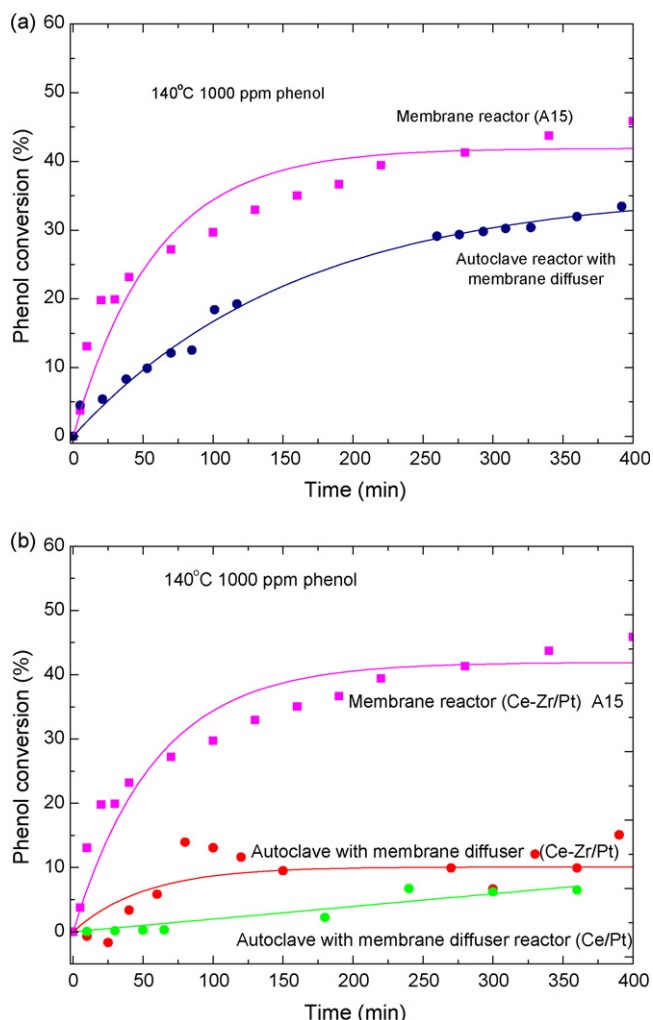 (a)
60
50
40
30
20
10
0
Phenol conversion (%)
140°C 1000 ppm phenol
Membrane reactor (A15)
Autoclave reactor with
membrane diffuser
0 50 100 150 200 250 300 350 400
Time (min)
(b)
60
50
40
30
20
10
0
Phenol conversion (%)
140°C 1000 ppm phenol
Membrane reactor (Ce-Zr/Pt) A15
Autoclave with membrane diffuser (Ce-Zr/Pt)
Autoclave with membrane diffuser reactor (Ce/Pt)
0 50 100 150 200 250 300 350 400
Time (min)